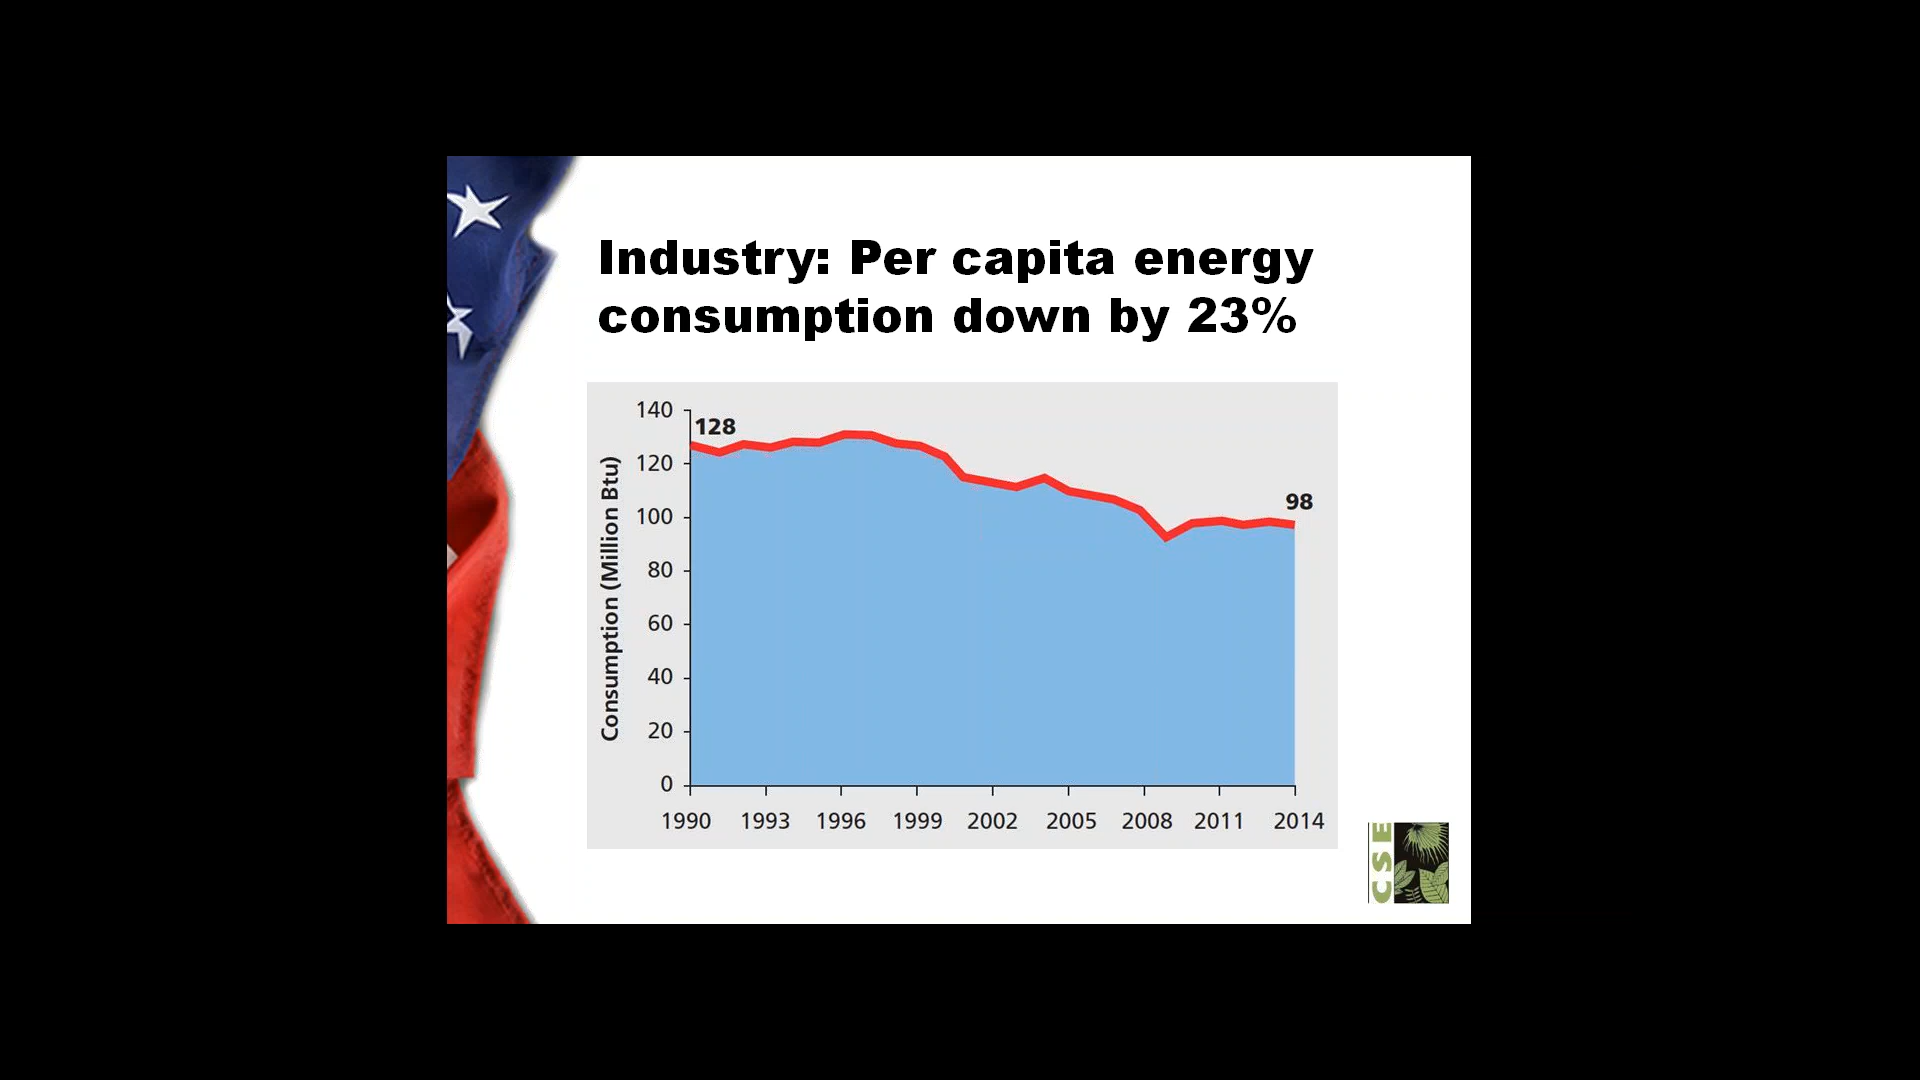 Industry: Per capita energy
consumption down by 23%
Consumption (Million Btu)
140
120
100
80
60
40
20
0
128
98
1990 1993 1996 1999 2002 2005 2008 2011 2014
CSE